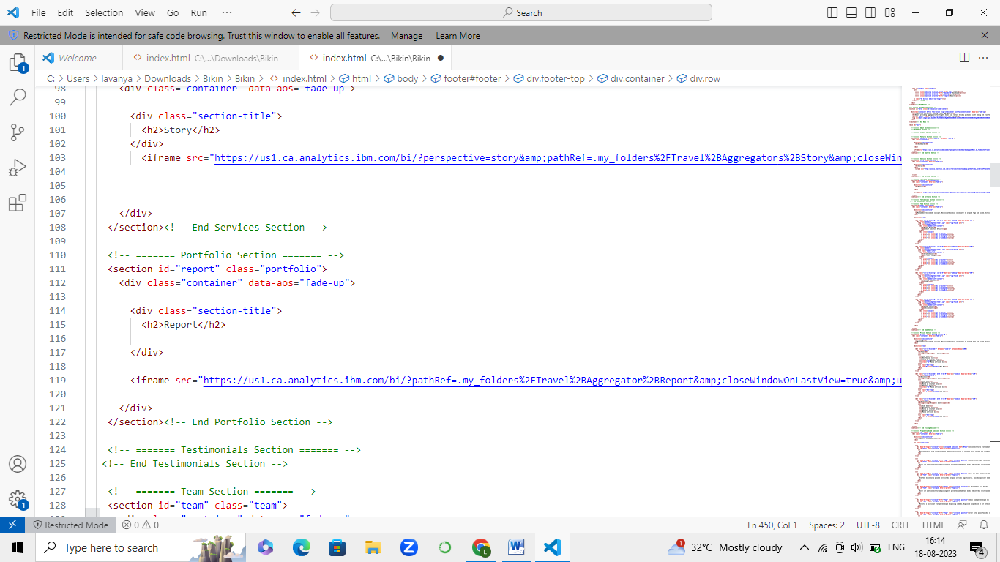 File Edit Selection View Go Run ··· Search
Restricted Mode is intended for safe code browsing. Trust this window to enable all features. Manage Learn More
1
Welcome
index.html C:\...\Downloads\Bikin
index.html C:\...\Bikin\Bikin
C: > Users > lavanya > Downloads > Bikin > Bikin > index.html > html > body > footer#footer > div.footer-top > div.container > div.row
98 <div class="container" data-aos="fade-up">
99
100 <div class="section-title">
101 <h2>Story</h2>
102 </div>
103 <iframe src="https://us1.ca.analytics.ibm.com/bi/?perspective=story&amp;pathRef=.my_folders%2FTravel%2BAggregators%2BStory&amp;closeWin
104
105
106
107 </div>
108 </section><!-- End Services Section -->
109
110 <!-- ======= Portfolio Section ======= -->
111 <section id="report" class="portfolio">
112 <div class="container" data-aos="fade-up">
113
114 <div class="section-title">
115 <h2>Report</h2>
116
117 </div>
118
119 <iframe src="https://us1.ca.analytics.ibm.com/bi/?pathRef=.my_folders%2FTravel%2BAggregator%2BReport&amp;closeWindowOnLastView=true&amp;u
120
121 </div>
122 </section><!-- End Portfolio Section -->
123
124 <!-- ======= Testimonials Section ======= -->
125 <!-- End Testimonials Section -->
126
127 <!-- ======= Team Section ======= -->
128 <section id="team" class="team">
1
Restricted Mode 0 0 Ln 450, Col 1 Spaces: 2 UTF-8 CRLF HTML
Type here to search
1 32°C Mostly cloudy ENG
16:14
18-08-2023
4